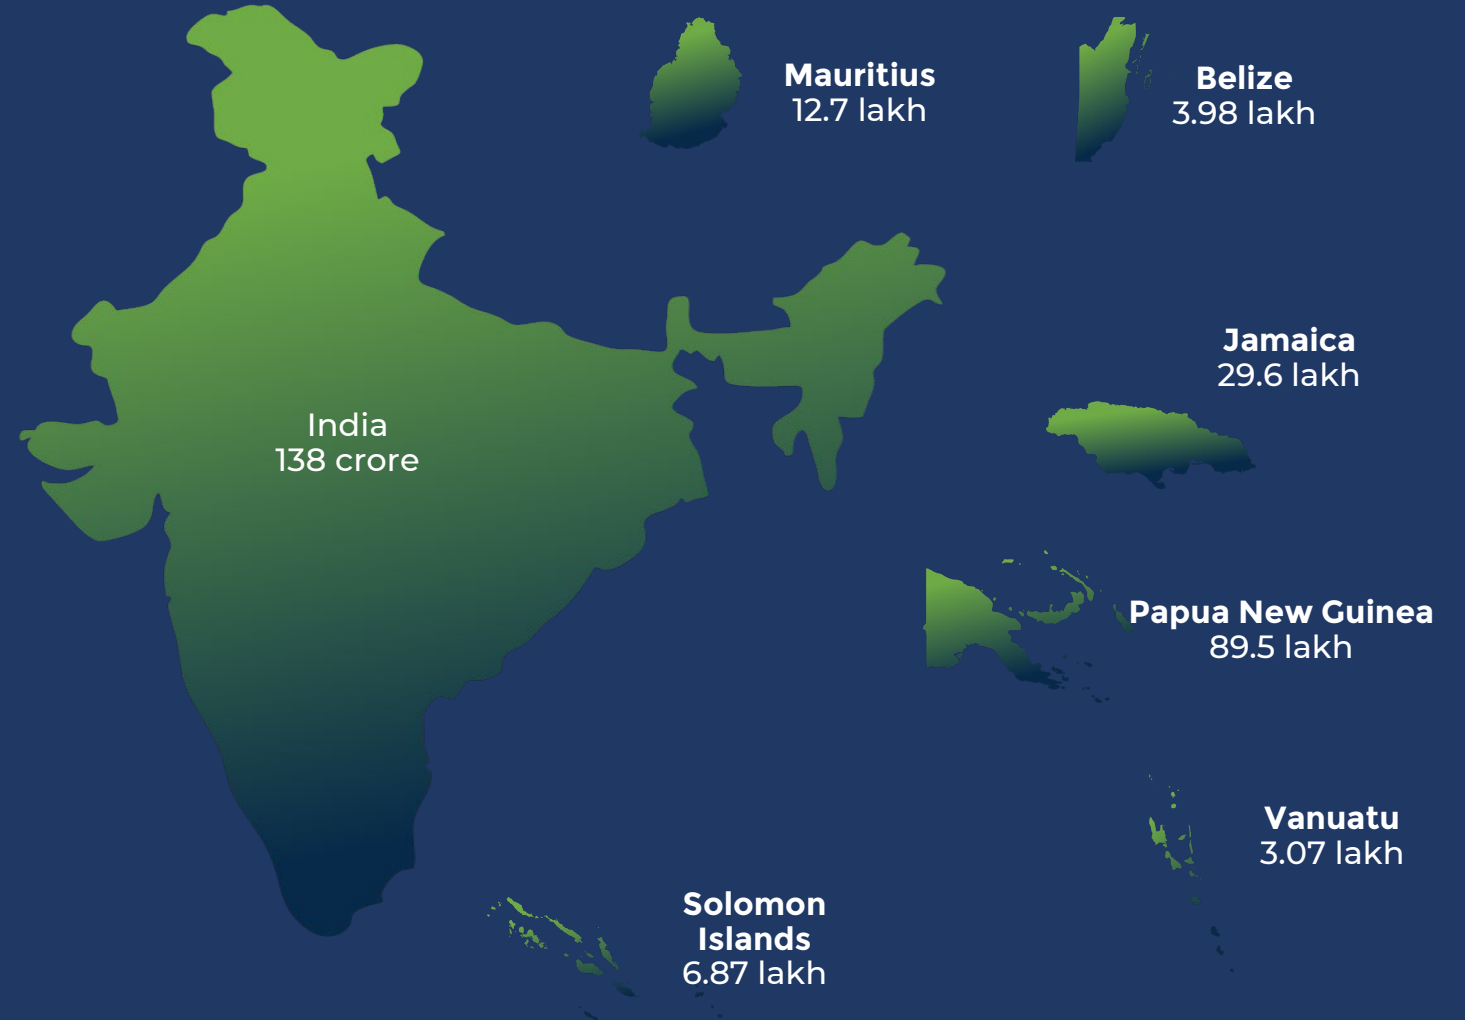 Mauritius
12.7 lakh
Belize
3.98 lakh
Jamaica
29.6 lakh
India
138 crore
Papua New Guinea
89.5 lakh
Vanuatu
3.07 lakh
Solomon
Islands
6.87 lakh